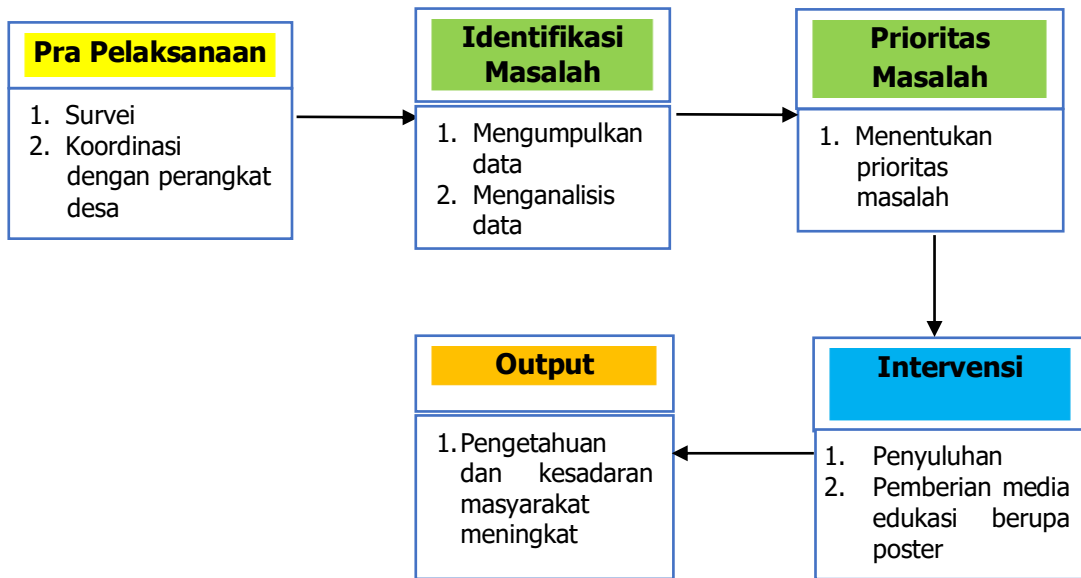 Pra Pelaksanaan
1. Survei
2. Koordinasi
dengan perangkat
desa
Identifikasi
Masalah
1. Mengumpulkan
data
2. Menganalisis
data
Prioritas
Masalah
1. Menentukan
prioritas
masalah
Intervensi
1. Penyuluhan
2. Pemberian media
edukasi berupa
poster
Output
1. Pengetahuan
dan kesadaran
masyarakat
meningkat